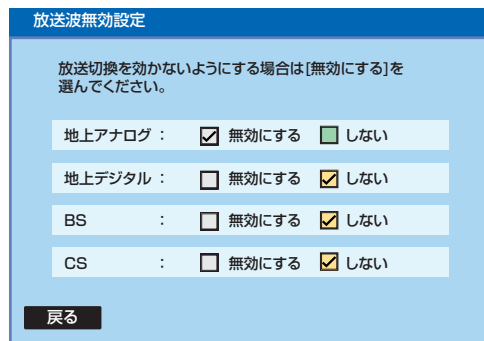 放送波無効設定
放送切換を効かないようにする場合は[無効にする]を
選んでください。
地上アナログ： 無効にする しない
地上デジタル： 無効にする しない
BS ： 無効にする しない
CS ： 無効にする しない
戻る